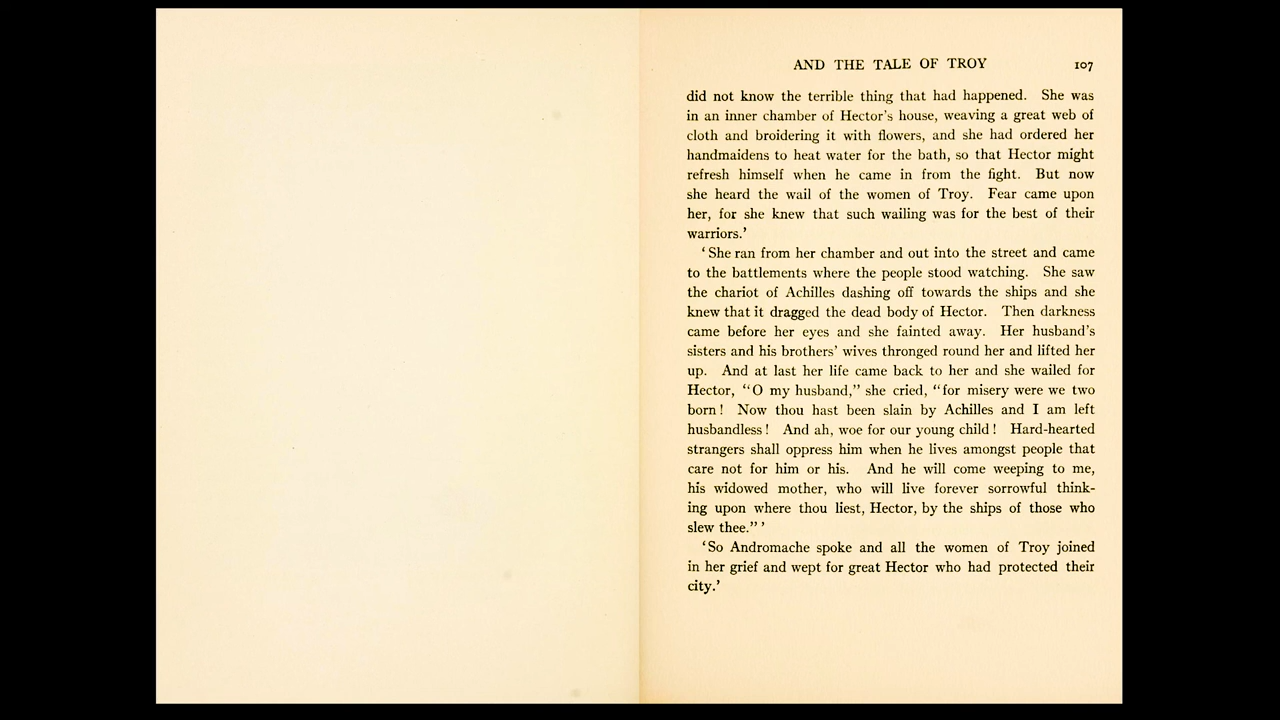 AND THE TALE OF TROY 107
did not know the terrible thing that had happened. She was
in an inner chamber of Hector's house, weaving a great web of
cloth and broidering it with flowers, and she had ordered her
handmaidens to heat water for the bath, so that Hector might
refresh himself when he came in from the fight. But now
she heard the wail of the women of Troy. Fear came upon
her, for she knew that such wailing was for the best of their
warriors.'
'She ran from her chamber and out into the street and came
to the battlements where the people stood watching. She saw
the chariot of Achilles dashing off towards the ships and she
knew that it dragged the dead body of Hector. Then darkness
came before her eyes and she fainted away. Her husband's
sisters and his brothers' wives thronged round her and lifted her
up. And at last her life came back to her and she wailed for
Hector, "O my husband," she cried, "for misery were we two
born! Now thou hast been slain by Achilles and I am left
husbandless! And ah, woe for our young child! Hard-hearted
strangers shall oppress him when he lives amongst people that
care not for him or his. And he will come weeping to me,
his widowed mother, who will live forever sorrowful think-
ing upon where thou liest, Hector, by the ships of those who
slew thee." '
'So Andromache spoke and all the women of Troy joined
in her grief and wept for great Hector who had protected their
city.'